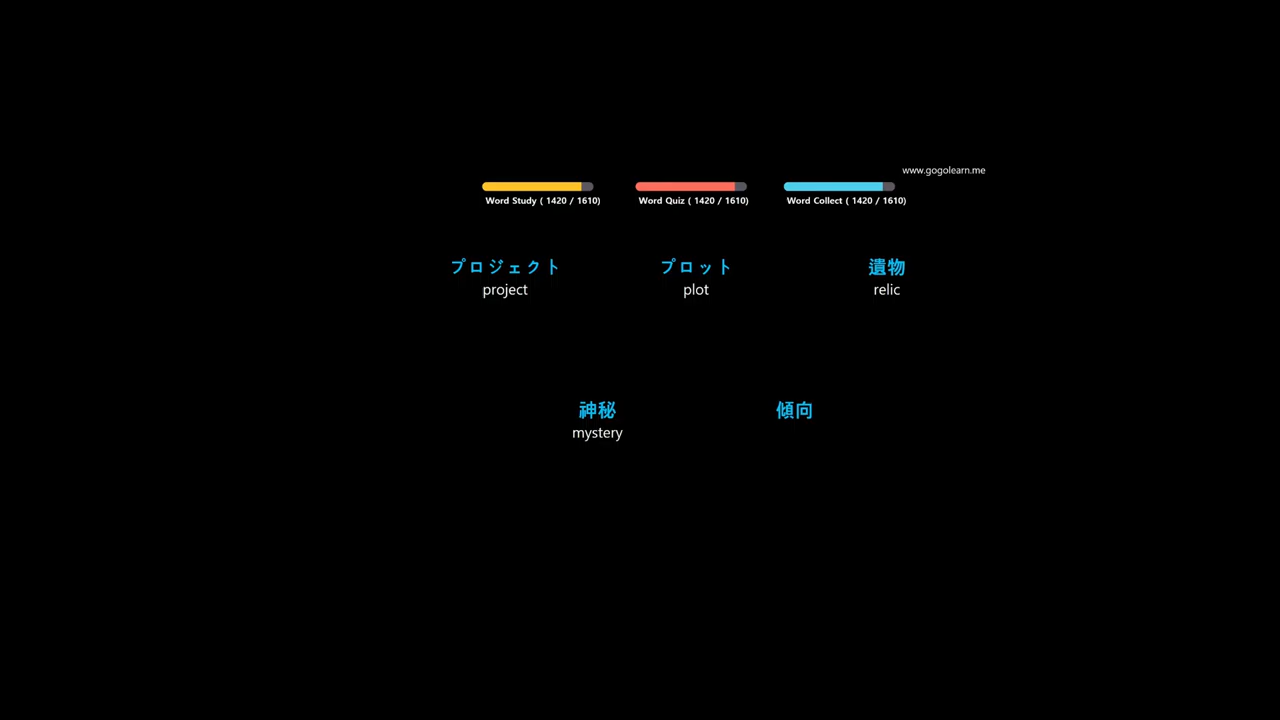 www.gogolearn.me
Word Study ( 1420 / 1610)
Word Quiz ( 1420 / 1610)
Word Collect ( 1420 / 1610)
プロジェクト
project
プロット
plot
遺物
relic
神秘
mystery
傾向